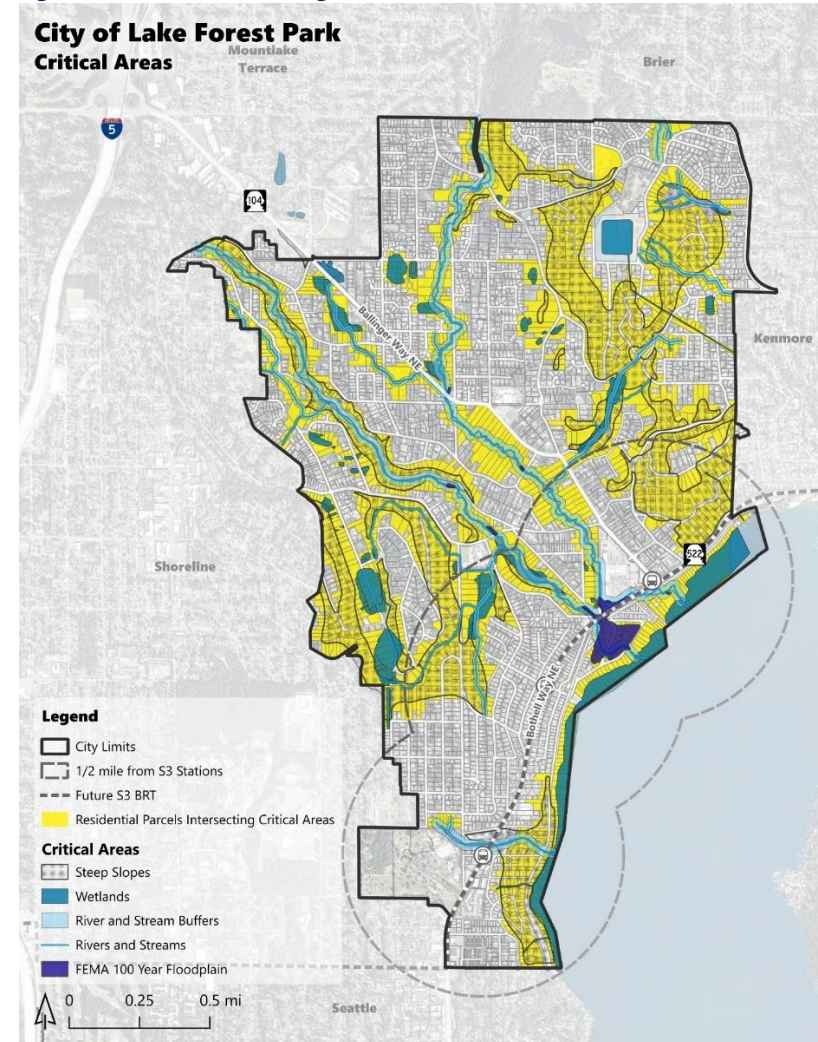 City of Lake Forest Park
Critical Areas
Mountlake
Terrace
Brier
5
104
Ballinger Way NE
Kenmore
522
Shoreline
Bothell Way NE
Legend
City Limits
1/2 mile from S3 Stations
Future S3 BRT
Residential Parcels Intersecting Critical Areas
Critical Areas
Steep Slopes
Wetlands
River and Stream Buffers
Rivers and Streams
FEMA 100 Year Floodplain
0 0.25 0.5 mi
Seattle